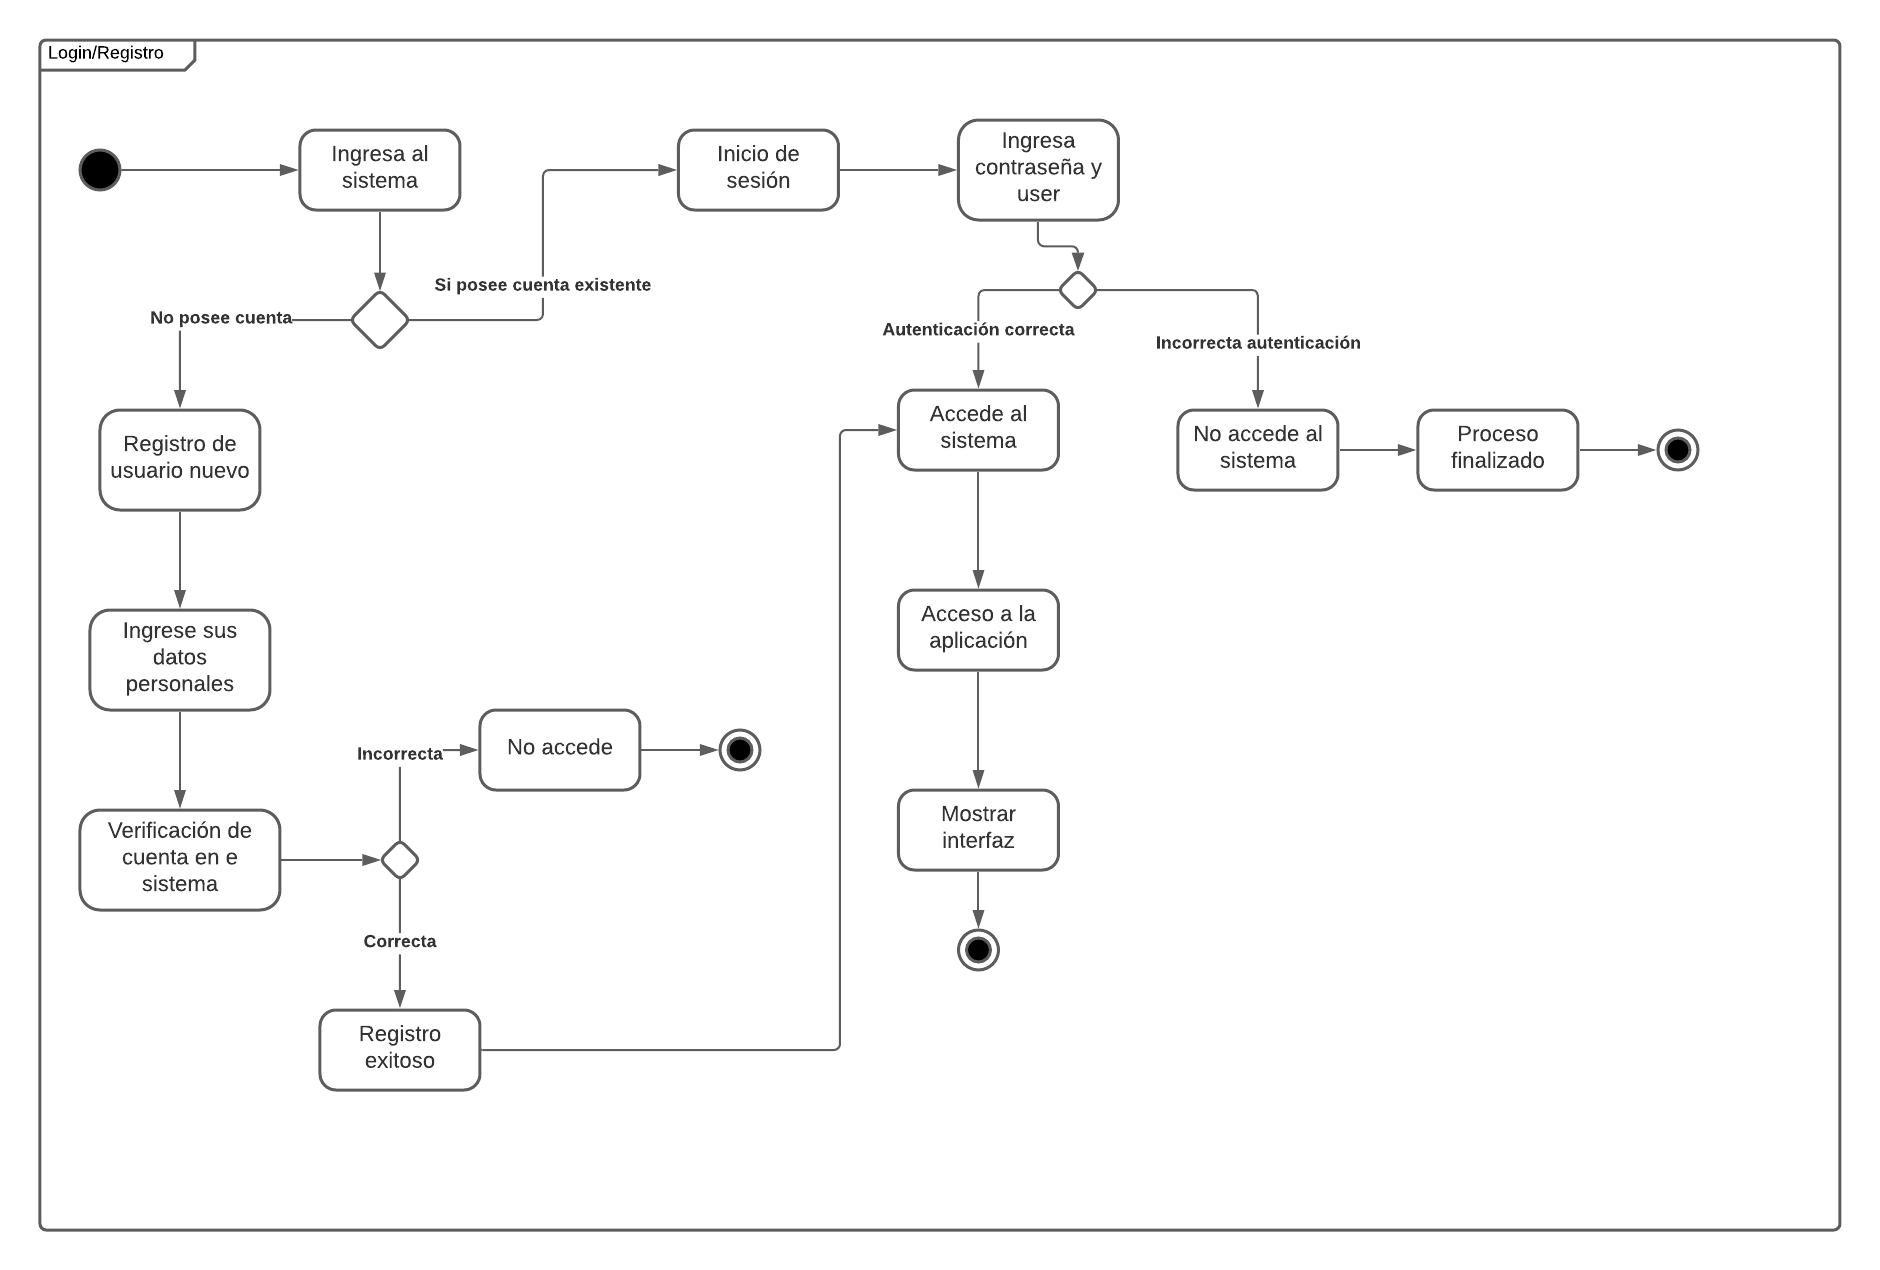 Login/Registro
Ingresa al
sistema
Inicio de
sesión
Ingresa
contraseña y
user
Si posee cuenta existente
No posee cuenta
Autenticación correcta
Incorrecta autenticación
Registro de
usuario nuevo
Accede al
sistema
No accede al
sistema
Proceso
finalizado
Ingrese sus
datos
personales
Acceso a la
aplicación
Incorrecta
No accede
Verificación de
cuenta en e
sistema
Mostrar
interfaz
Correcta
Registro
exitoso